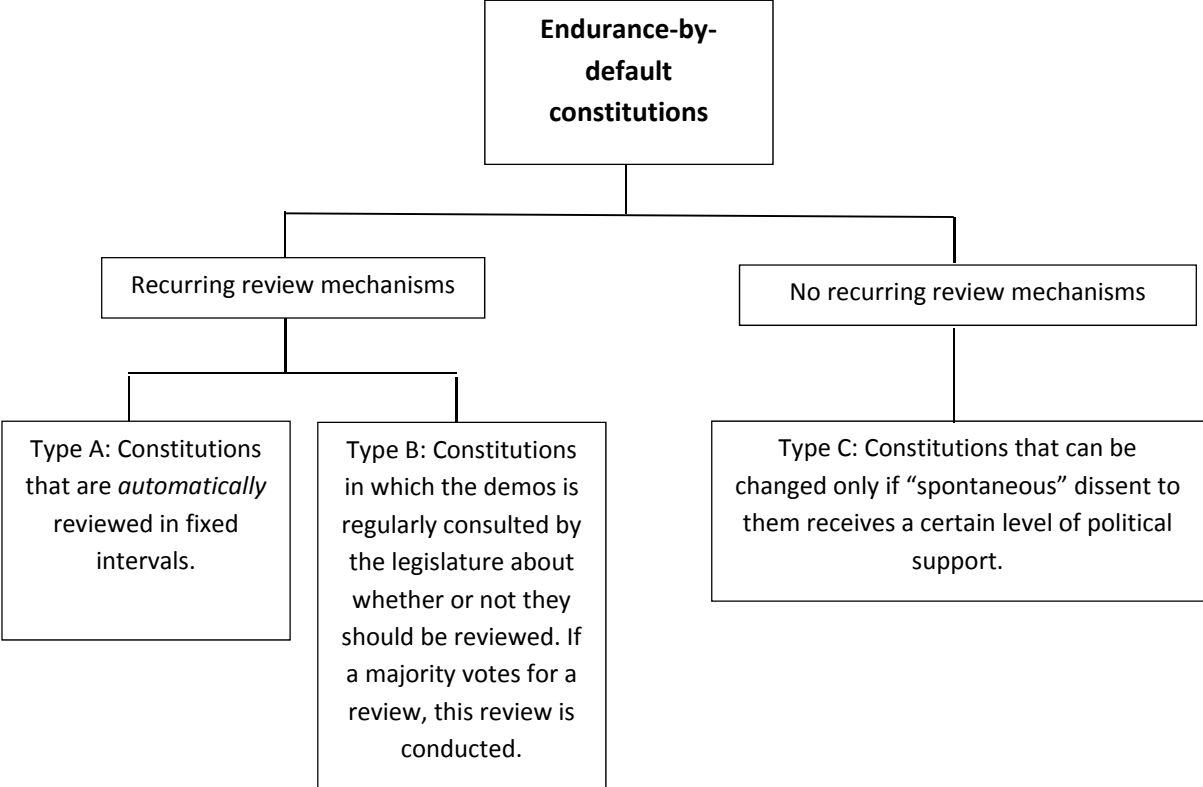 Endurance-by-
default
constitutions
Recurring review mechanisms
No recurring review mechanisms
Type A: Constitutions
that are automatically
reviewed in fixed
intervals.
Type B: Constitutions
in which the demos is
regularly consulted by
the legislature about
whether or not they
should be reviewed. If
a majority votes for a
review, this review is
conducted.
Type C: Constitutions that can be
changed only if “spontaneous” dissent to
them receives a certain level of political
support.